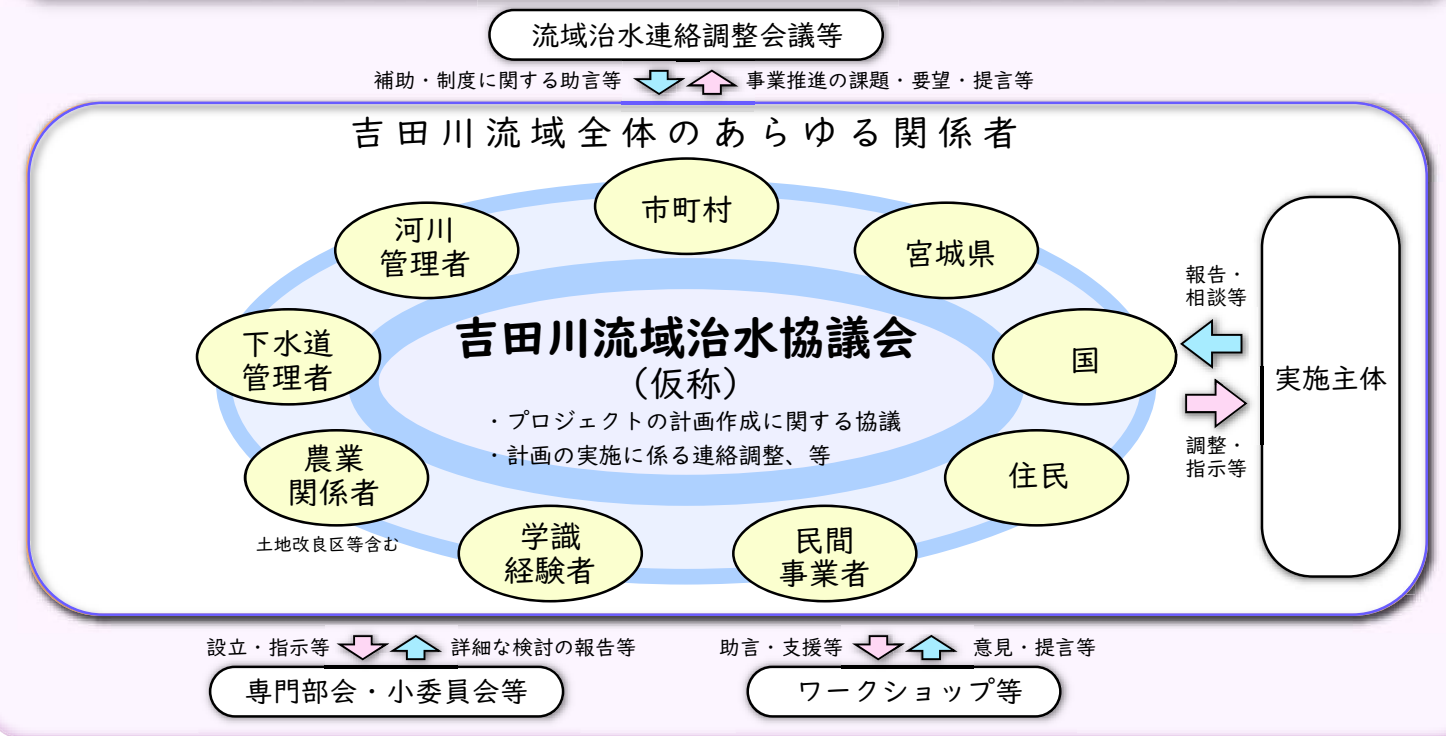 流域治水連絡調整会議等
補助・制度に関する助言等
事業推進の課題・要望・提言等
吉田川流域全体のあらゆる関係者
市町村
河川
管理者
宮城県
下水道
管理者
国
農業
関係者
土地改良区等含む
住民
学識
経験者
民間
事業者
吉田川流域治水協議会
(仮称)
・プロジェクトの計画作成に関する協議
・計画の実施に係る連絡調整、等
報告・
相談等
調整・
指示等
実施主体
設立・指示等
詳細な検討の報告等
専門部会・小委員会等
助言・支援等
意見・提言等
ワークショップ等